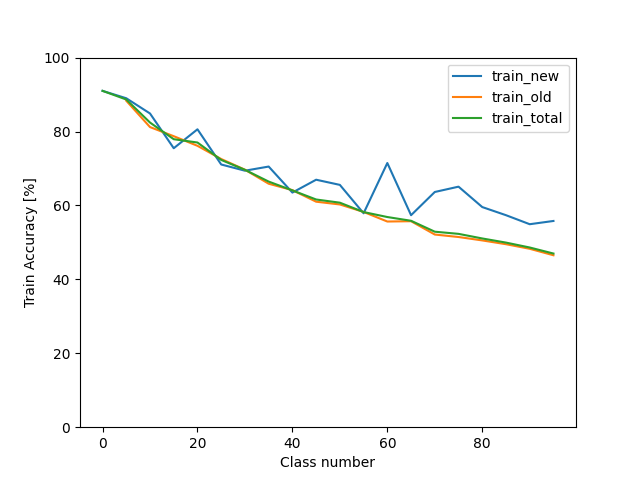 100
80
60
40
20
0
Train Accuracy [%]
train_new
train_old
train_total
0 20 40 60 80
Class number